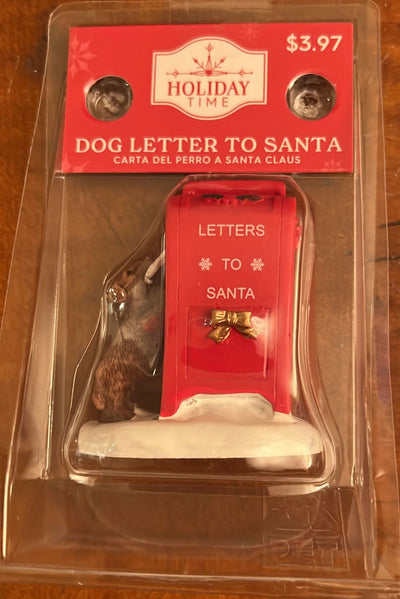 $3.97
HOLIDAY
TIME
DOG LETTER TO SANTA
CARTA DEL PERRO A SANTA CLAUS
LETTERS
TO
SANTA